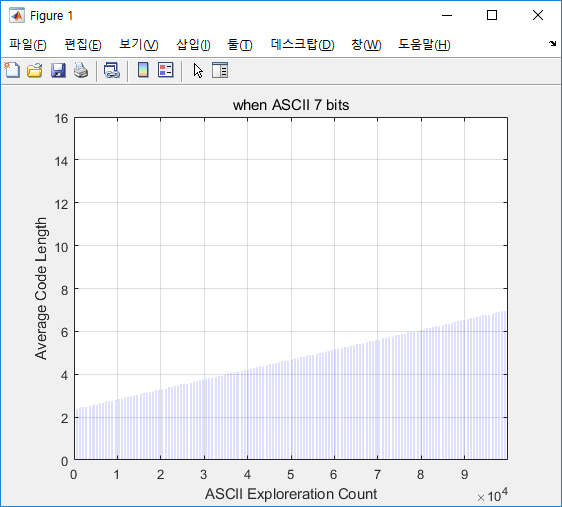 Figure 1
파일(F) 편집(E) 보기(V) 삽입(I) 툴(T) 데스크탑(D) 창(W) 도움말(H)
when ASCII 7 bits
16
14
12
10
8
6
4
2
0
Average Code Length
0 1 2 3 4 5 6 7 8 9
ASCII Exploreration Count
×10^4